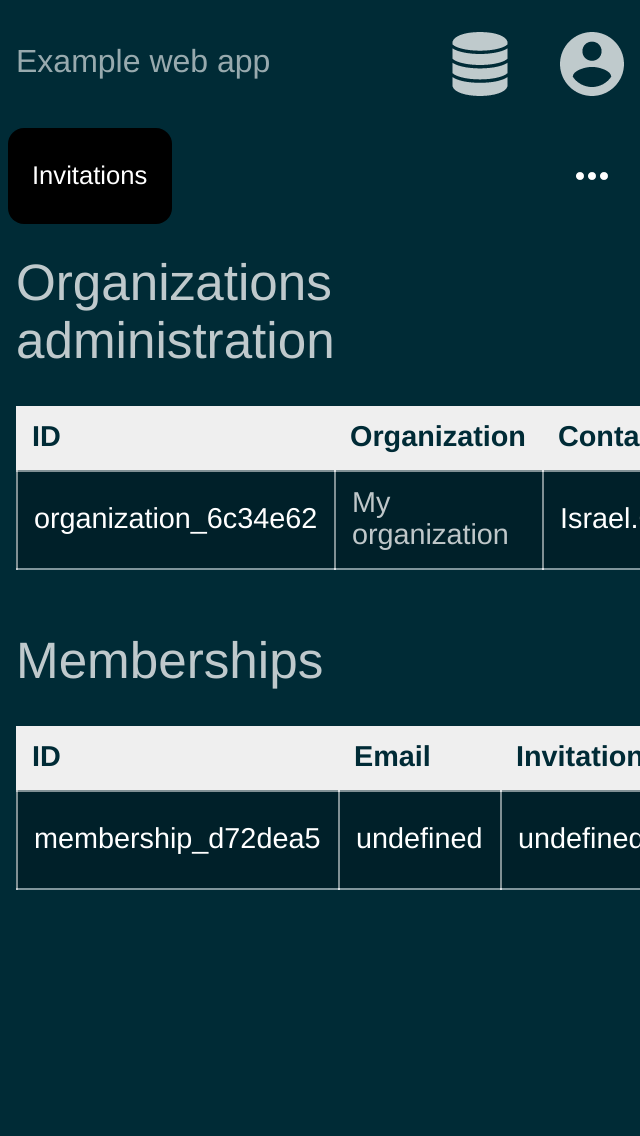 Example web app
Invitations
Organizations
administration
ID Organization Conta
organization_6c34e62 My organization Israel.
Memberships
ID Email Invitation
membership_d72dea5 undefined undefined